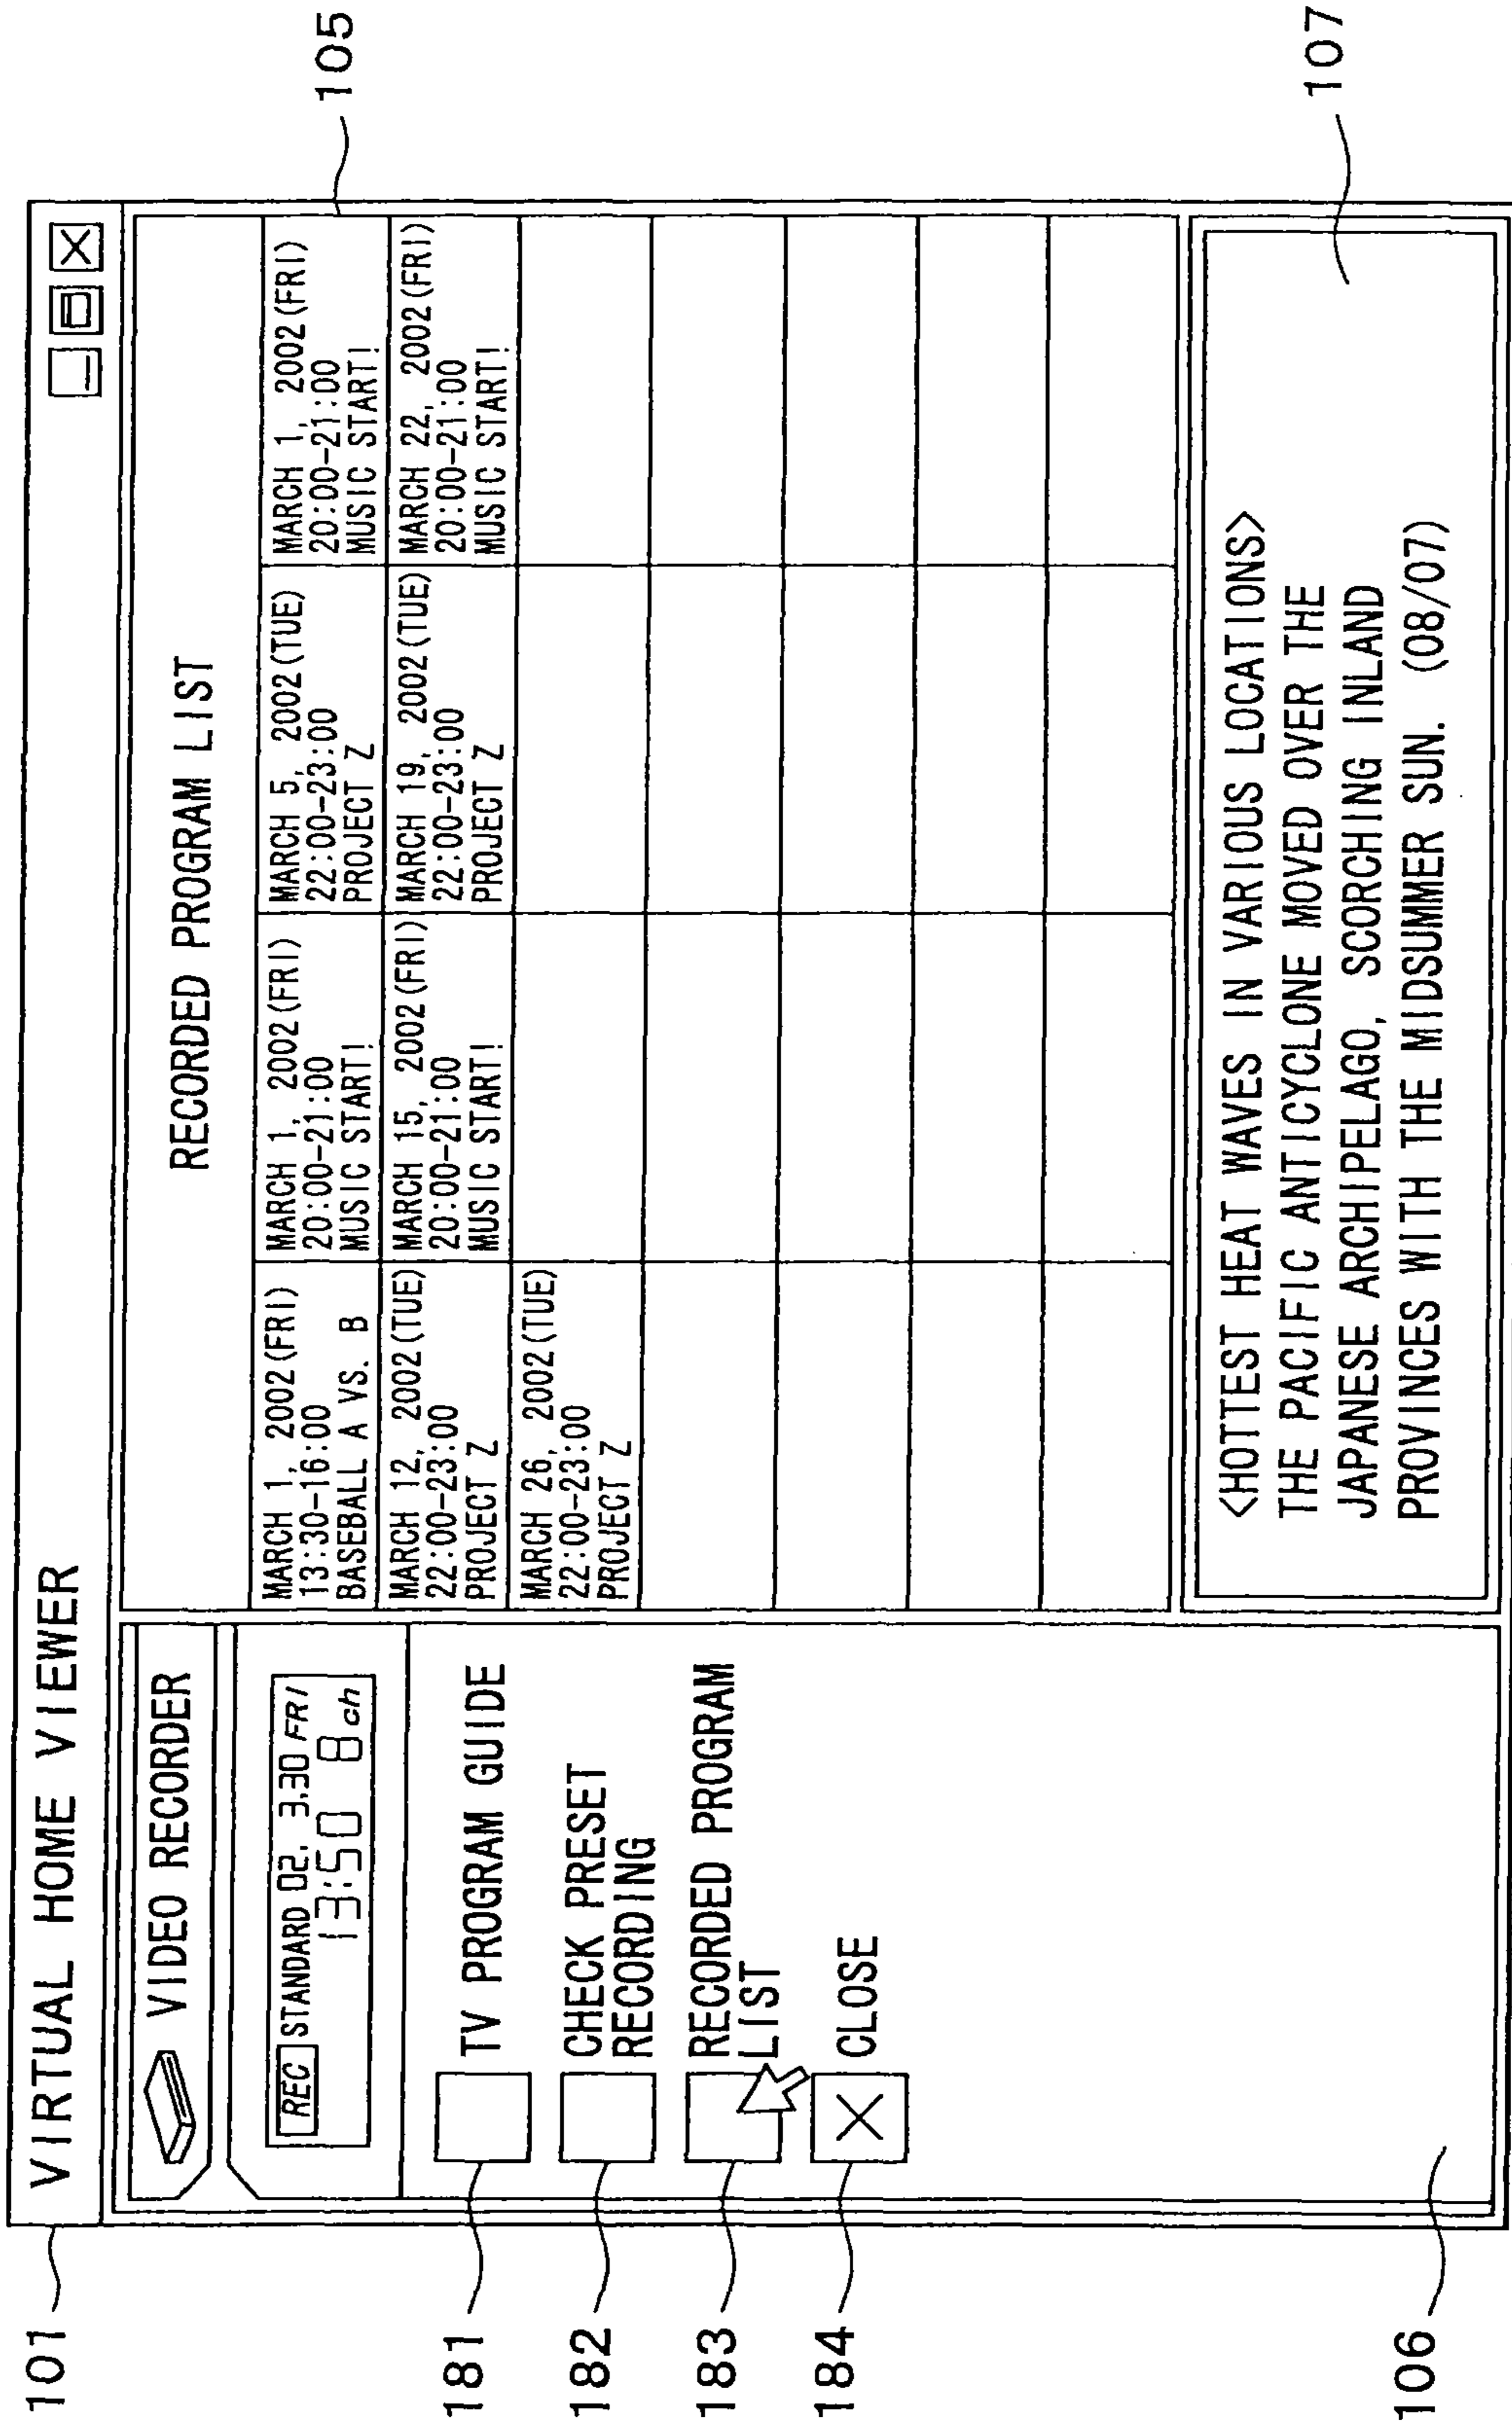 101
VIRTUAL HOME VIEWER
VIDEO RECORDER
REC STANDARD 02. 3.30 FRI
13:50 8 ch
181
TV PROGRAM GUIDE
182
CHECK PRESET
RECORDING
183
RECORDED PROGRAM
LIST
184
CLOSE
106
RECORDED PROGRAM LIST
105
MARCH 1, 2002(FRI)
13:30-16:00
BASEBALL A VS. B
MARCH 1, 2002(FRI)
20:00-21:00
MUSIC START!
MARCH 5, 2002(TUE)
22:00-23:00
PROJECT Z
MARCH 1, 2002(FRI)
20:00-21:00
MUSIC START!
MARCH 12, 2002(TUE)
22:00-23:00
PROJECT Z
MARCH 15, 2002(FRI)
20:00-21:00
MUSIC START!
MARCH 19, 2002(TUE)
22:00-23:00
PROJECT Z
MARCH 22, 2002(FRI)
20:00-21:00
MUSIC START!
MARCH 26, 2002(TUE)
22:00-23:00
PROJECT Z
<HOTTEST HEAT WAVES IN VARIOUS LOCATIONS>
THE PACIFIC ANTICYCLONE MOVED OVER THE
JAPANESE ARCHIPELAGO, SCORCHING INLAND
PROVINCES WITH THE MIDSUMMER SUN. (08/07)
107